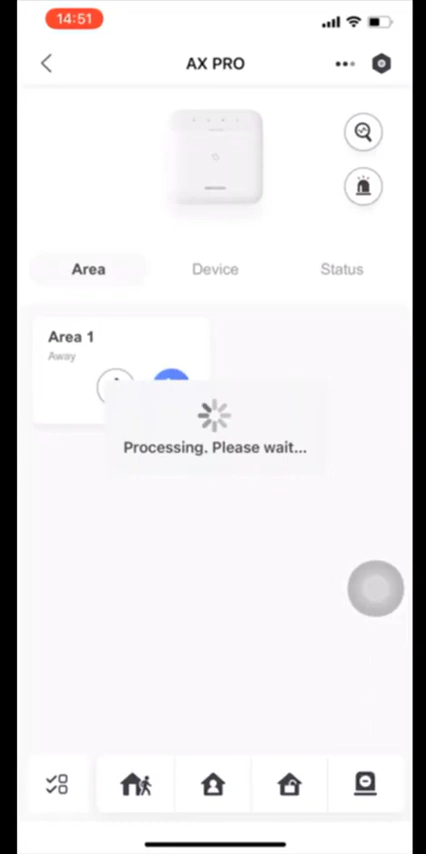 14:51
AX PRO
Area
Device
Status
Area 1
Away
Processing. Please wait...